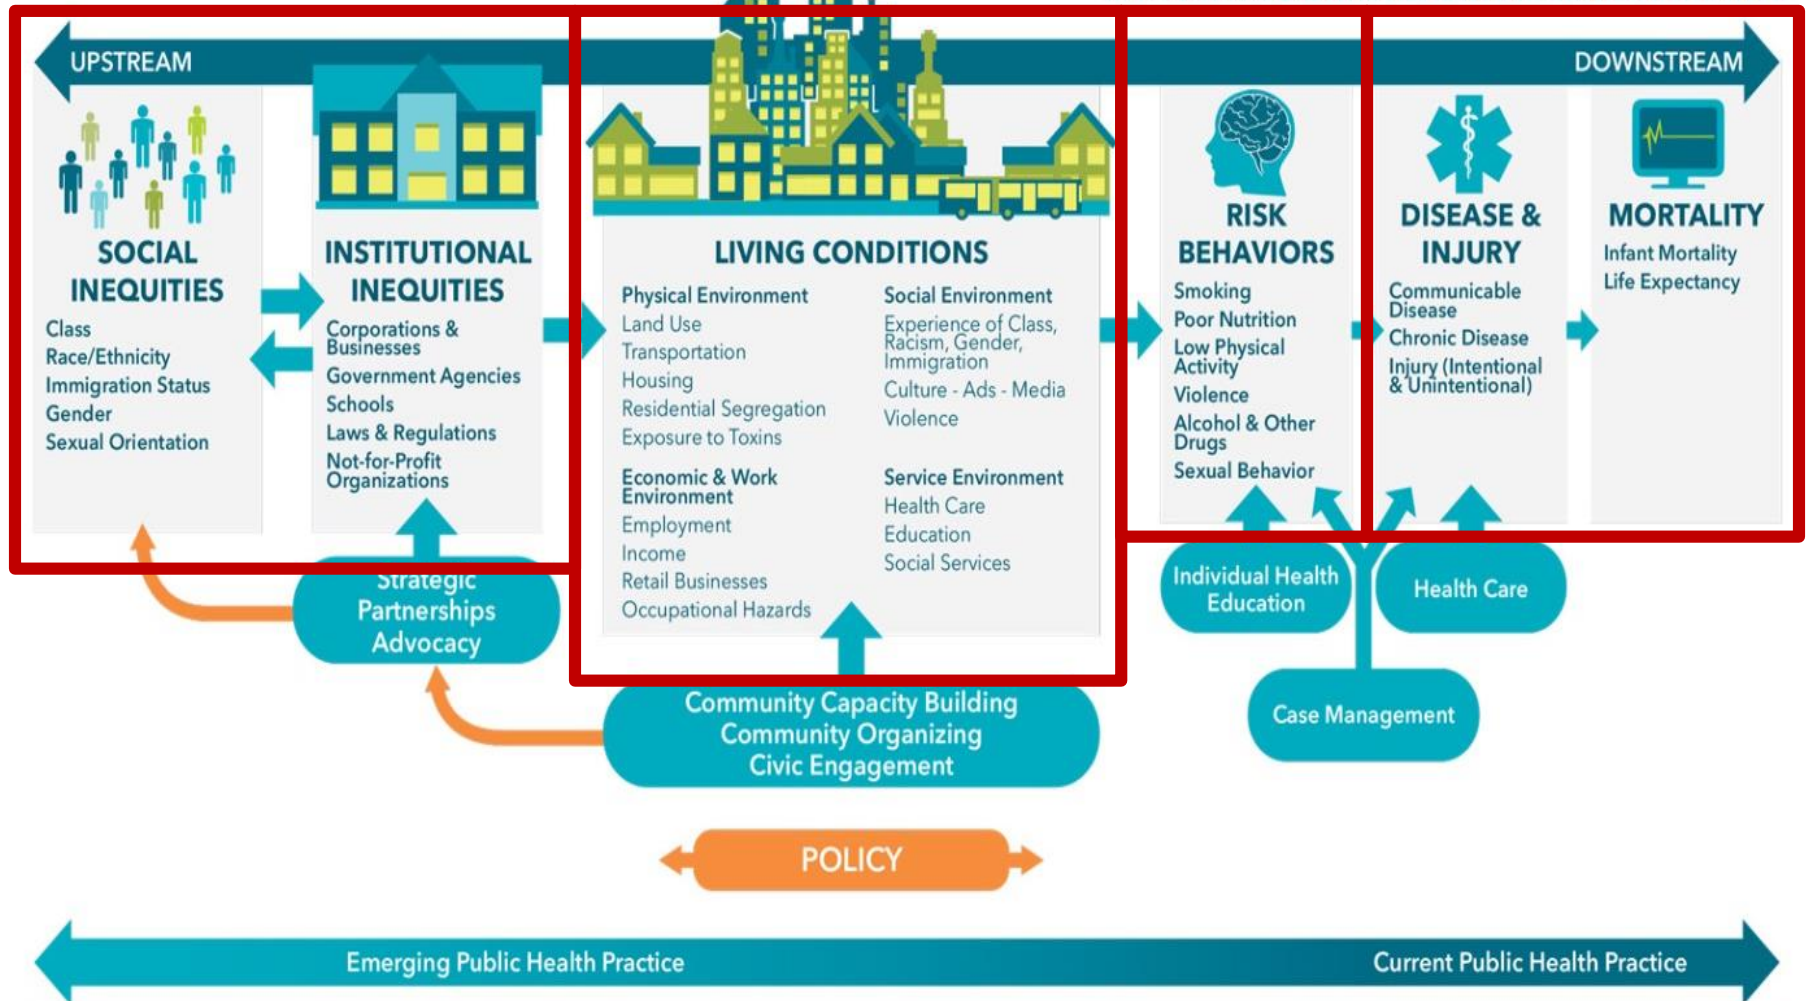 UPSTREAM
DOWNSTREAM
SOCIAL
INEQUITIES
Class
Race/Ethnicity
Immigration Status
Gender
Sexual Orientation
INSTITUTIONAL
INEQUITIES
Corporations &
Businesses
Government Agencies
Schools
Laws & Regulations
Not-for-Profit
Organizations
LIVING CONDITIONS
Physical Environment
Land Use
Transportation
Housing
Residential Segregation
Exposure to Toxins
Economic & Work
Environment
Employment
Income
Retail Businesses
Occupational Hazards
Social Environment
Experience of Class,
Racism, Gender,
Immigration
Culture - Ads - Media
Violence
Service Environment
Health Care
Education
Social Services
RISK
BEHAVIORS
Smoking
Poor Nutrition
Low Physical
Activity
Violence
Alcohol & Other
Drugs
Sexual Behavior
DISEASE &
INJURY
Communicable
Disease
Chronic Disease
Injury (Intentional
& Unintentional)
MORTALITY
Infant Mortality
Life Expectancy
Strategic
Partnerships
Advocacy
Community Capacity Building
Community Organizing
Civic Engagement
Individual Health
Education
Health Care
Case Management
POLICY
Emerging Public Health Practice
Current Public Health Practice